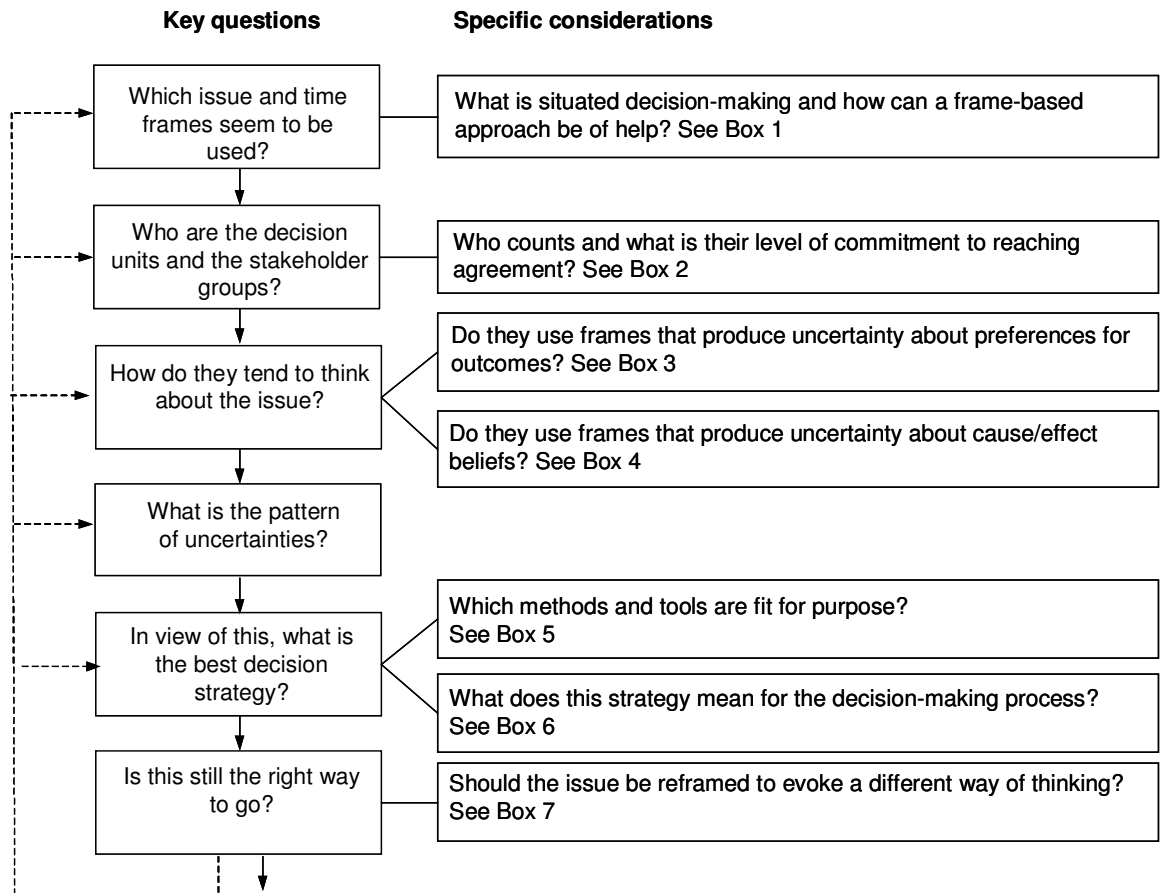 Key questions
Specific considerations
Which issue and time
frames seem to be
used?
What is situated decision-making and how can a frame-based
approach be of help? See Box 1
Who are the decision
units and the stakeholder
groups?
Who counts and what is their level of commitment to reaching
agreement? See Box 2
How do they tend to think
about the issue?
Do they use frames that produce uncertainty about preferences for
outcomes? See Box 3
Do they use frames that produce uncertainty about cause/effect
beliefs? See Box 4
What is the pattern
of uncertainties?
In view of this, what is
the best decision
strategy?
Which methods and tools are fit for purpose?
See Box 5
What does this strategy mean for the decision-making process?
See Box 6
Is this still the right way
to go?
Should the issue be reframed to evoke a different way of thinking?
See Box 7